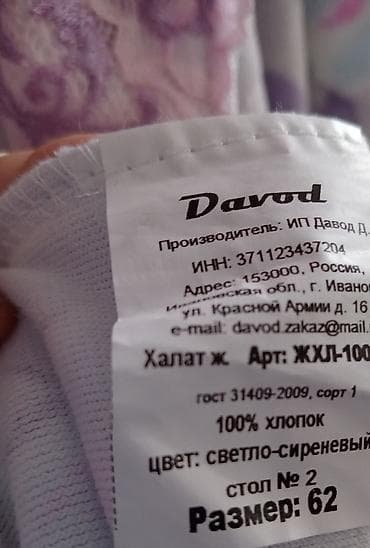 Davod
Производитель: ИП Давод Д.
ИНН: 371123437204
Адрес: 153000, Россия,
Ивановская обл., г. Ивано
ул. Красной Армии д. 16
e-mail: davod.zakaz@mail.
Халат ж. Арт: ЖХЛ-100
гост 31409-2009, сорт 1
100% хлопок
цвет: светло-сиреневый
стол № 2
Размер: 62